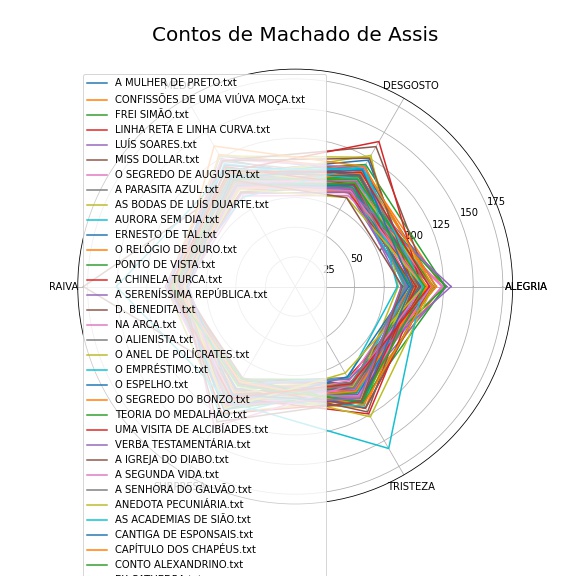 Contos de Machado de Assis
DESGOSTO
A MULHER DE PRETO.txt
CONFISSÕES DE UMA VIÚVA MOÇA.txt
FREI SIMÃO.txt
LINHA RETA E LINHA CURVA.txt
LUÍS SOARES.txt
MISS DOLLAR.txt
O SEGREDO DE AUGUSTA.txt
A PARASITA AZUL.txt
AS BODAS DE LUÍS DUARTE.txt
AURORA SEM DIA.txt
ERNESTO DE TAL.txt
O RELÓGIO DE OURO.txt
PONTO DE VISTA.txt
A CHINELA TURCA.txt
A SERENÍSSIMA REPÚBLICA.txt
D. BENEDITA.txt
NA ARCA.txt
O ALIENISTA.txt
O ANEL DE POLÍCRATES.txt
O EMPRÉSTIMO.txt
O ESPELHO.txt
O SEGREDO DO BONZO.txt
TEORIA DO MEDALHÃO.txt
UMA VISITA DE ALCIBÍADES.txt
VERBA TESTAMENTÁRIA.txt
A IGREJA DO DIABO.txt
A SEGUNDA VIDA.txt
A SENHORA DO GALVÃO.txt
ANEDOTA PECUNIÁRIA.txt
AS ACADEMIAS DE SIÃO.txt
CANTIGA DE ESPONSAIS.txt
CAPÍTULO DOS CHAPÉUS.txt
CONTO ALEXANDRINO.txt
RAIVA
25
50
125
150
175
ALEGRIA
TRISTEZA